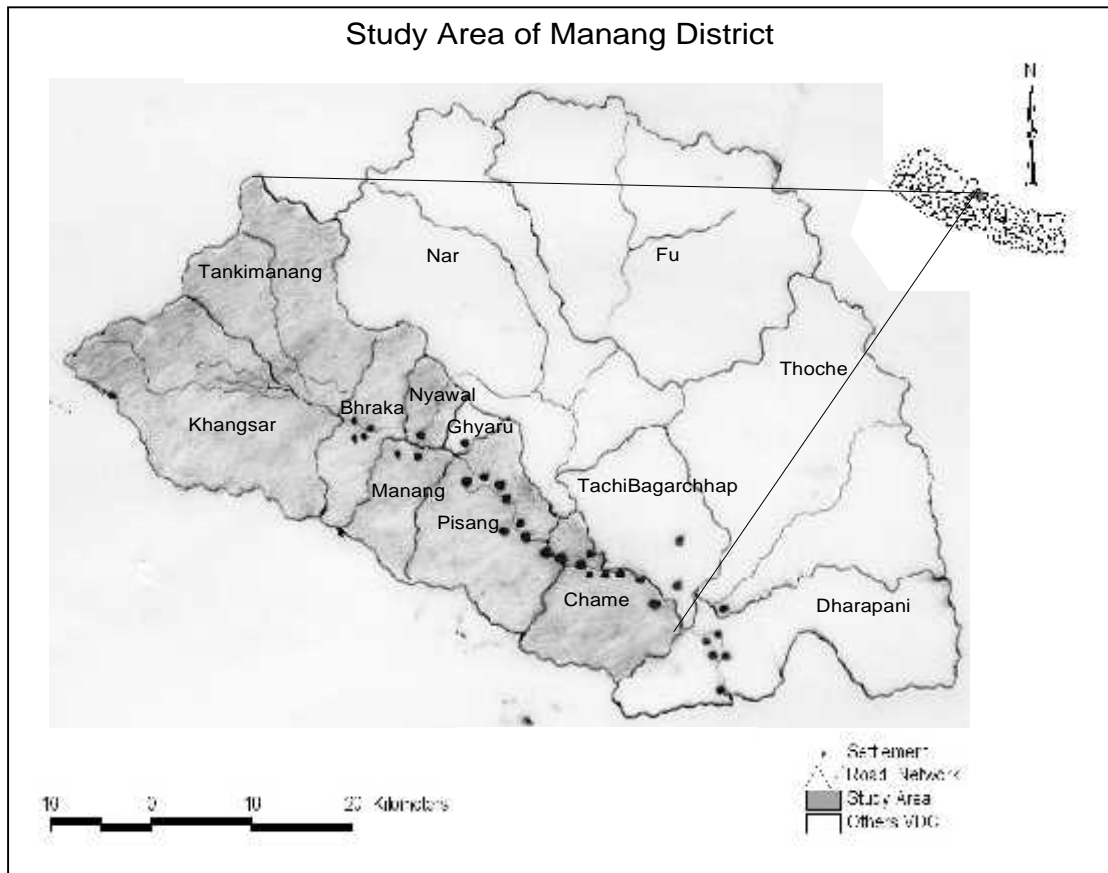 Study Area of Manang District
N
Nar
Fu
Tankimanang
Thoche
Nyawal
Bhraka
Khangsar
Ghyaru
Manang
TachiBagarchhap
Pisang
Chame
Dharapani
Settlement
Road Network
Study Area
Others VDC
10 0 10 20 Kilometers